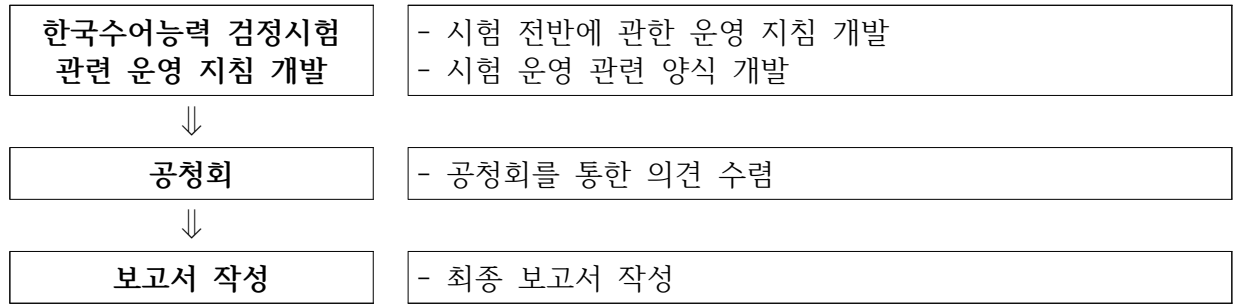 한국수어능력 검정시험
관련 운영 지침 개발
- 시험 전반에 관한 운영 지침 개발
- 시험 운영 관련 양식 개발
⇓
공청회
- 공청회를 통한 의견 수렴
⇓
보고서 작성
- 최종 보고서 작성